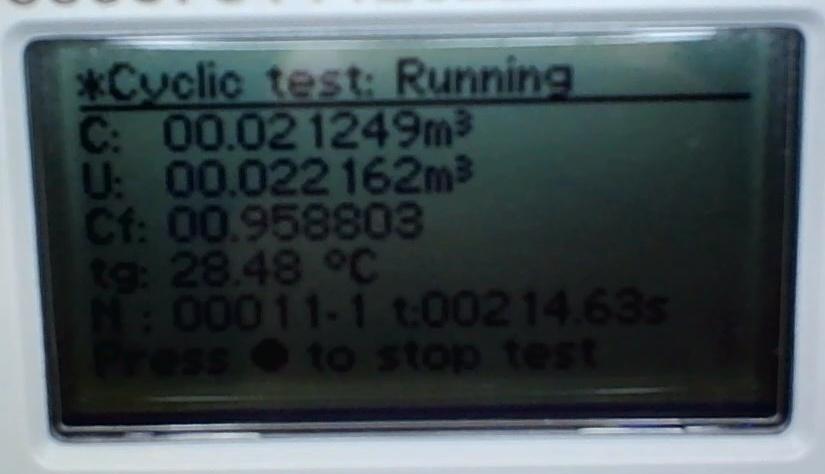 *Cyclic test: Running
C: 00.021249m³
U: 00.022162m³
Cf: 00.958803
tg: 28.48 °C
N : 00011-1 t:00214.63s
Press ● to stop test